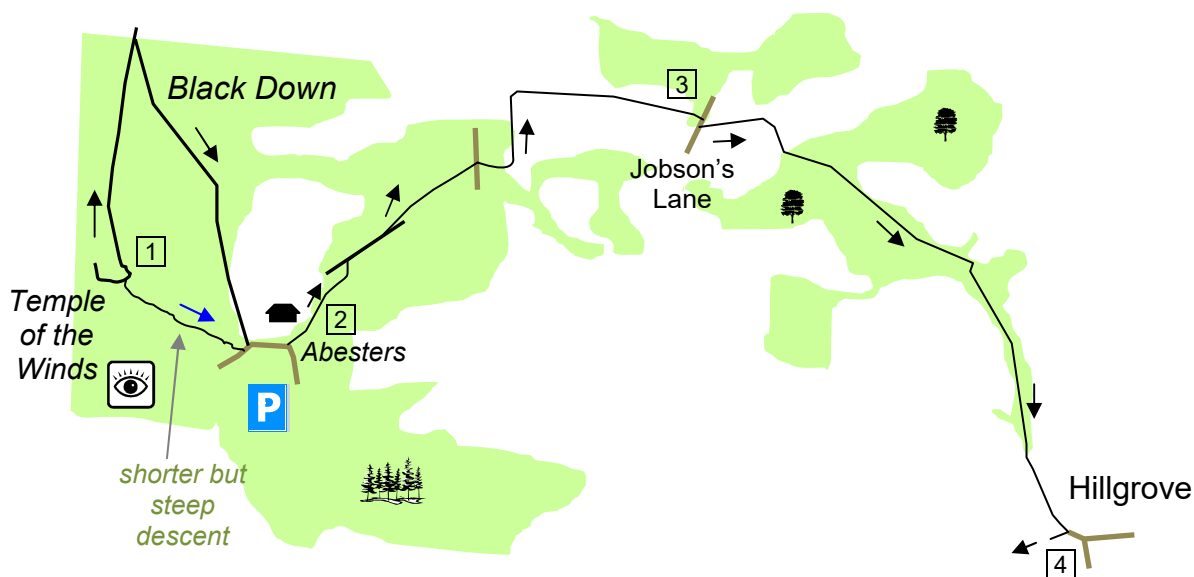 Black Down
3
Jobson's
Lane
1
Temple
of the
Winds
2
Abesters
P
shorter but
steep
descent
Hillgrove
4